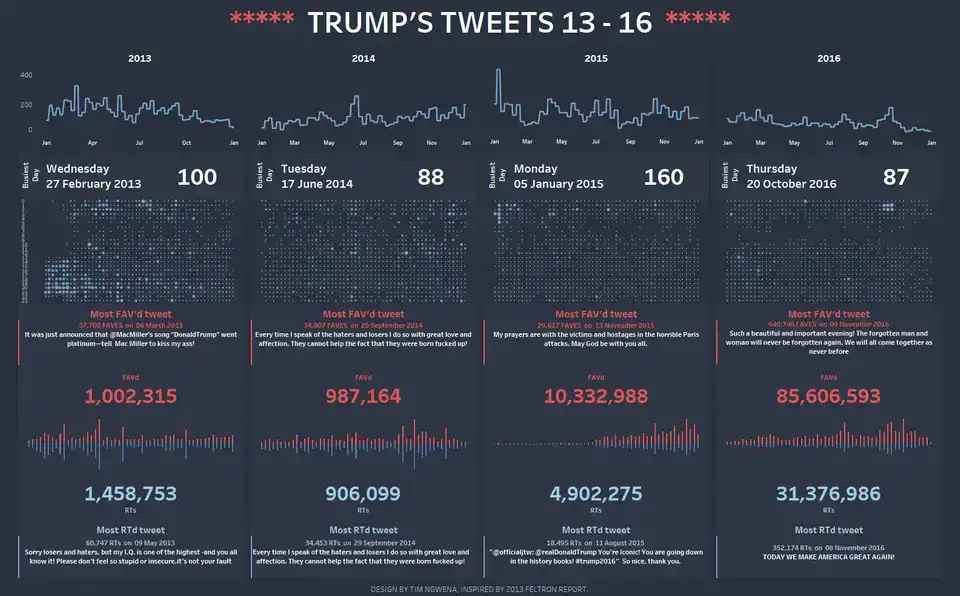 ***** TRUMP'S TWEETS 13 - 16 *****
2013
2014
2015
2016
400
200
0
Jan Apr Jul Oct Jan
Jan Mar May Jul Sep Nov Jan
Jan Mar May Jul Sep Nov Jan
Jan Mar May Jul Sep Nov Jan
Busiest Day
Wednesday
27 February 2013
100
Busiest Day
Tuesday
17 June 2014
88
Busiest Day
Monday
05 January 2015
160
Busiest Day
Thursday
20 October 2016
87
Most FAV'd tweet
57,700 FAVES on 06 March 2013
It was just announced that @MacMiller's song "DonaldTrump" went
platinum—tell Mac Miller to kiss my ass!
Most FAV'd tweet
34,007 FAVES on 29 September 2014
Every time I speak of the haters and losers I do so with great love and
affection. They cannot help the fact that they were born fucked up!
Most FAV'd tweet
29,617 FAVES on 13 November 2015
My prayers are with the victims and hostages in the horrible Paris
attacks. May God be with you all.
Most FAV'd tweet
640,746 FAVES on 09 November 2016
Such a beautiful and important evening! The forgotten man and
woman will never be forgotten again. We will all come together as
never before
FAVd
1,002,315
FAVd
987,164
FAVd
10,332,988
FAVd
85,606,593
1,458,753
RTs
906,099
RTs
4,902,275
RTs
31,376,986
RTs
Most RTd tweet
60,747 RTs on 09 May 2013
Sorry losers and haters, but my I.Q. is one of the highest -and you all
know it! Please don't feel so stupid or insecure,it's not your fault
Most RTd tweet
34,453 RTs on 29 September 2014
Every time I speak of the haters and losers I do so with great love and
affection. They cannot help the fact that they were born fucked up!
Most RTd tweet
18,495 RTs on 11 August 2015
"@officialjtw: @realDonaldTrump You're iconic! You are going down
in the history books! #trump2016" So nice, thank you.
Most RTd tweet
352,174 RTs on 08 November 2016
TODAY WE MAKE AMERICA GREAT AGAIN!
DESIGN BY TIM NGWENA, INSPIRED BY 2013 FELTRON REPORT.